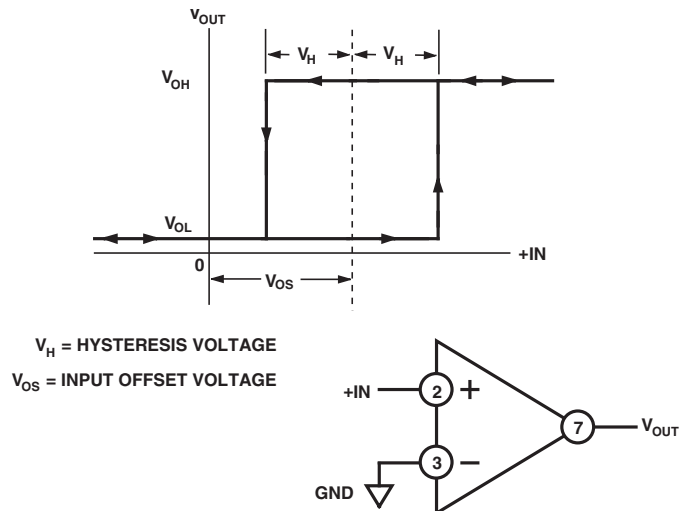 VOUT
VH VH
VOH
VOL
0
+IN
VOS
VH = HYSTERESIS VOLTAGE
VOS = INPUT OFFSET VOLTAGE
+IN 2 +
7 VOUT
3 −
GND